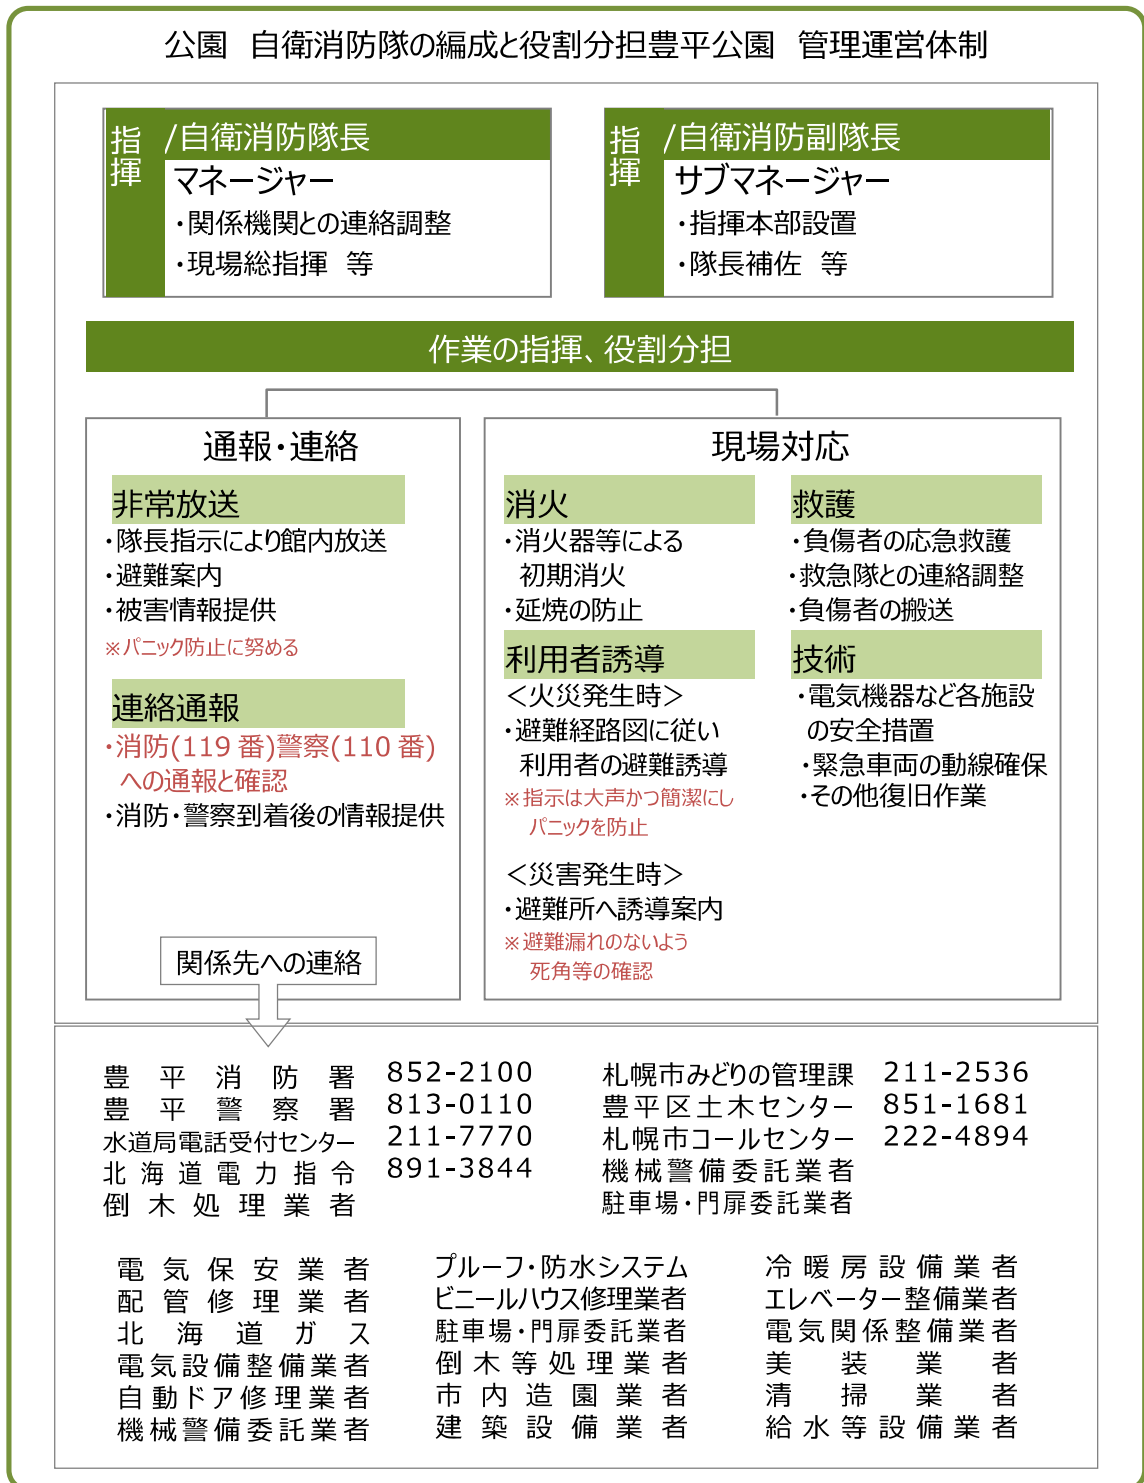 公園　自衛消防隊の編成と役割分担豊平公園　管理運営体制
指揮
/自衛消防隊長
マネージャー
・関係機関との連絡調整
・現場総指揮　等
指揮
/自衛消防副隊長
サブマネージャー
・指揮本部設置
・隊長補佐　等
作業の指揮、役割分担
通報・連絡
非常放送
・隊長指示により館内放送
・避難案内
・被害情報提供
※パニック防止に努める
連絡通報
・消防(119 番)警察(110 番)
への通報と確認
・消防・警察到着後の情報提供
現場対応
消火
・消火器等による
初期消火
・延焼の防止
利用者誘導
＜火災発生時＞
・避難経路図に従い
利用者の避難誘導
※指示は大声かつ簡潔にし
パニックを防止
＜災害発生時＞
・避難所へ誘導案内
※避難漏れのないよう
死角等の確認
救護
・負傷者の応急救護
・救急隊との連絡調整
・負傷者の搬送
技術
・電気機器など各施設
の安全措置
・緊急車両の動線確保
・その他復旧作業
関係先への連絡
豊平消防署 852-2100
豊平警察署 813-0110
水道局電話受付センター 211-7770
北海道電力指令 891-3844
倒木処理業者
札幌市みどりの管理課 211-2536
豊平区土木センター 851-1681
札幌市コールセンター 222-4894
機械警備委託業者
駐車場・門扉委託業者
電気保安業者
配管修理業者
北海道ガス
電気設備整備業者
自動ドア修理業者
機械警備委託業者
プルーフ・防水システム
ビニールハウス修理業者
駐車場・門扉委託業者
倒木等処理業者
市内造園業者
建築設備業者
冷暖房設備業者
エレベーター整備業者
電気関係整備業者
美装業者
清掃業者
給水等設備業者